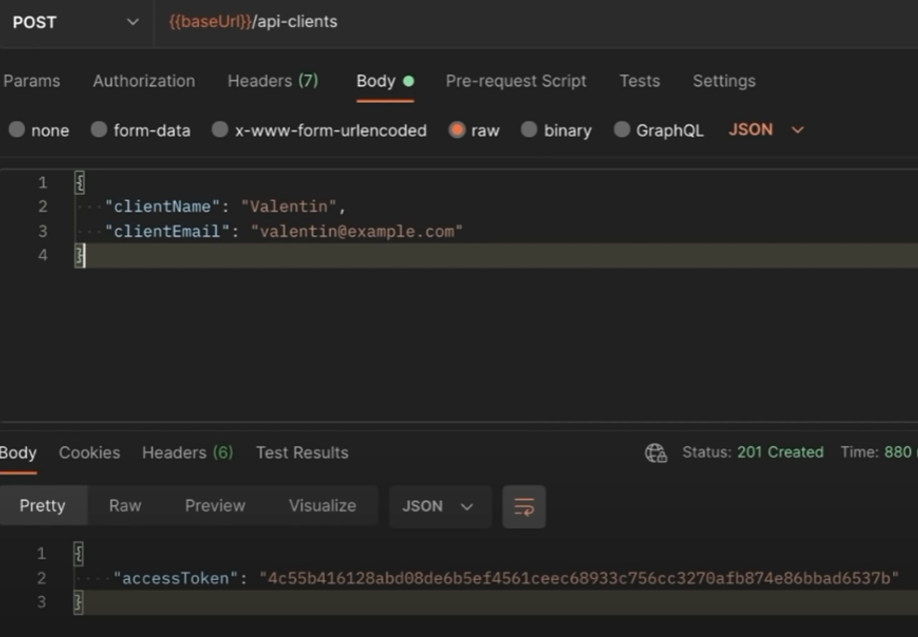 POST {{baseUrl}}/api-clients
Params Authorization Headers (7) Body Pre-request Script Tests Settings
none form-data x-www-form-urlencoded raw binary GraphQL JSON
1 {
2 "clientName": "Valentin",
3 "clientEmail": "valentin@example.com"
4 }
Body Cookies Headers (6) Test Results Status: 201 Created Time: 880
Pretty Raw Preview Visualize JSON
1 {
2 "accessToken": "4c55b416128abd08de6b5ef4561ceec68933c756cc3270afb874e86bbad6537b"
3 }